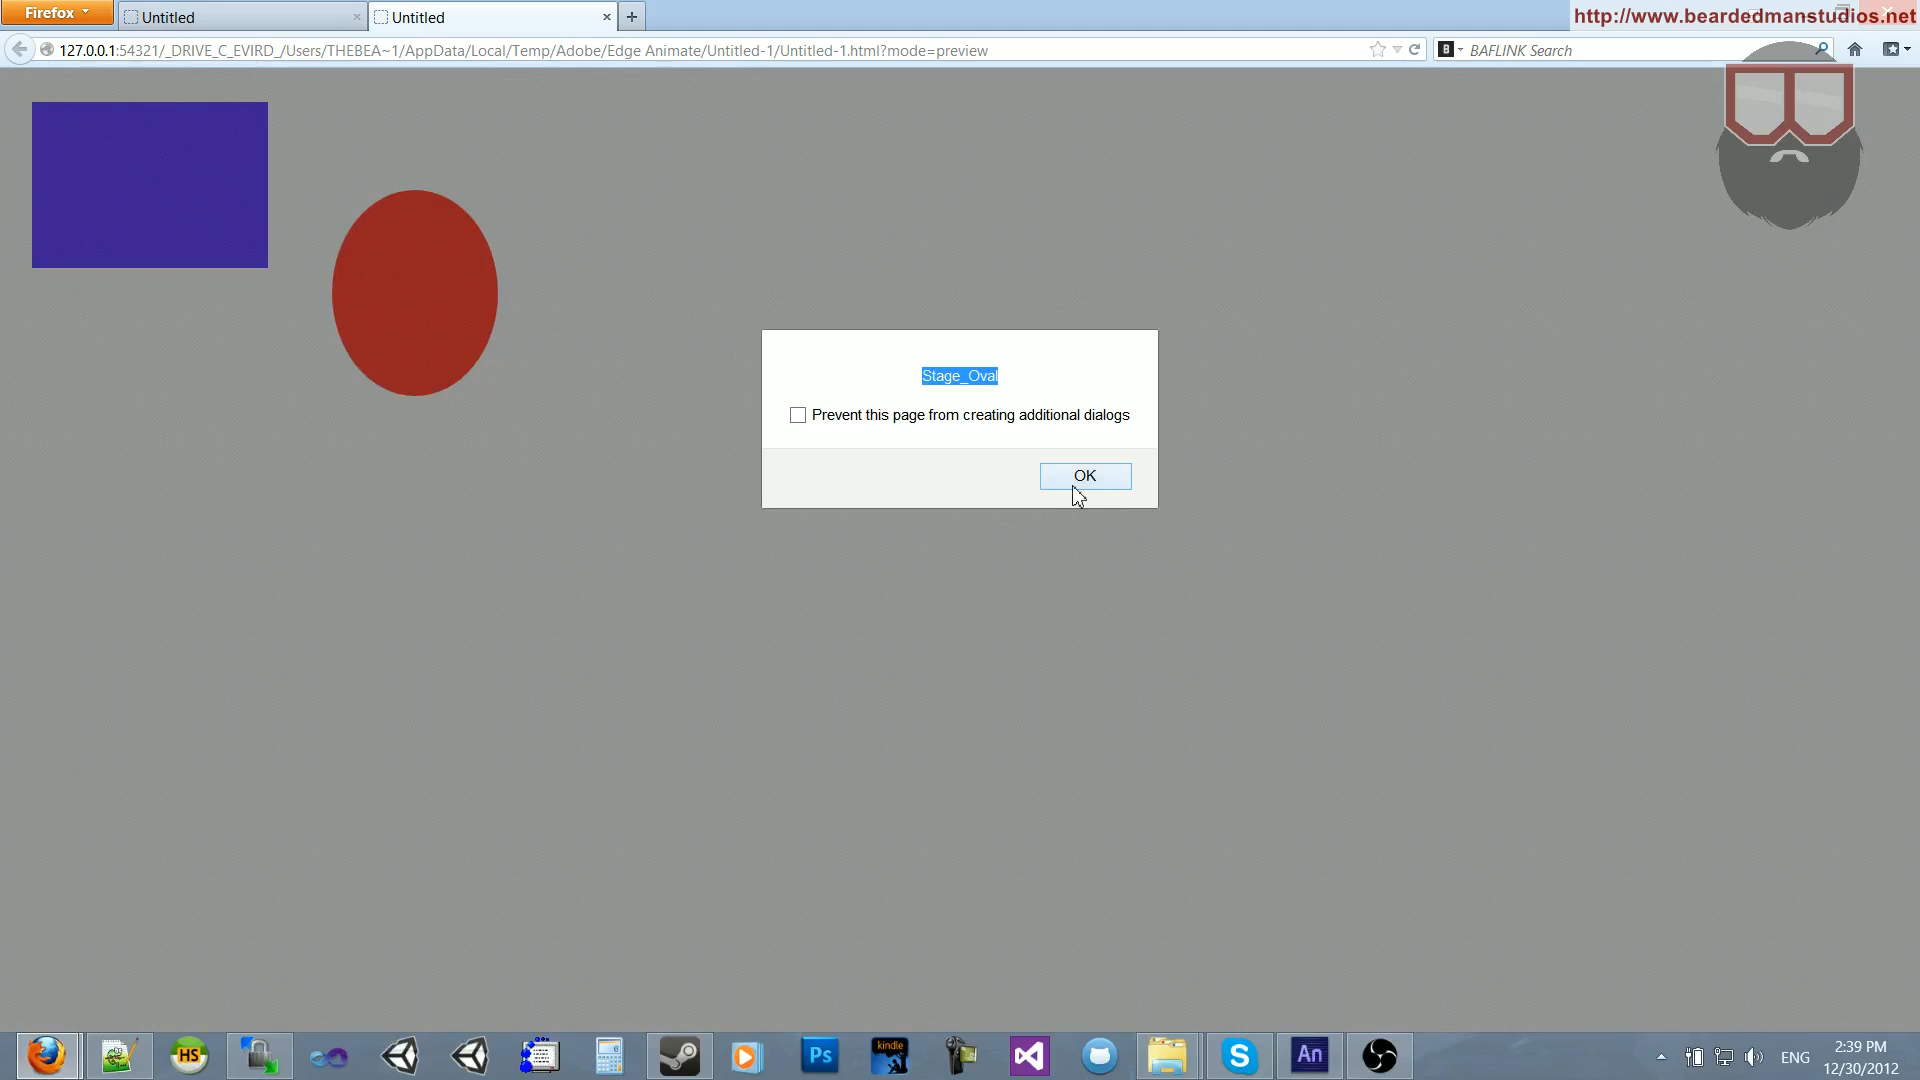 Firefox
Untitled
Untitled
http://www.beardedmanstudios.net
127.0.0.1:54321/_DRIVE_C_EVIRD_/Users/THEBEA~1/AppData/Local/Temp/Adobe/Edge Animate/Untitled-1/Untitled-1.html?mode=preview
B
BAFLINK Search
Stage_Oval
Prevent this page from creating additional dialogs
OK
HS
Ps
kindle
S
An
ENG
2:39 PM
12/30/2012